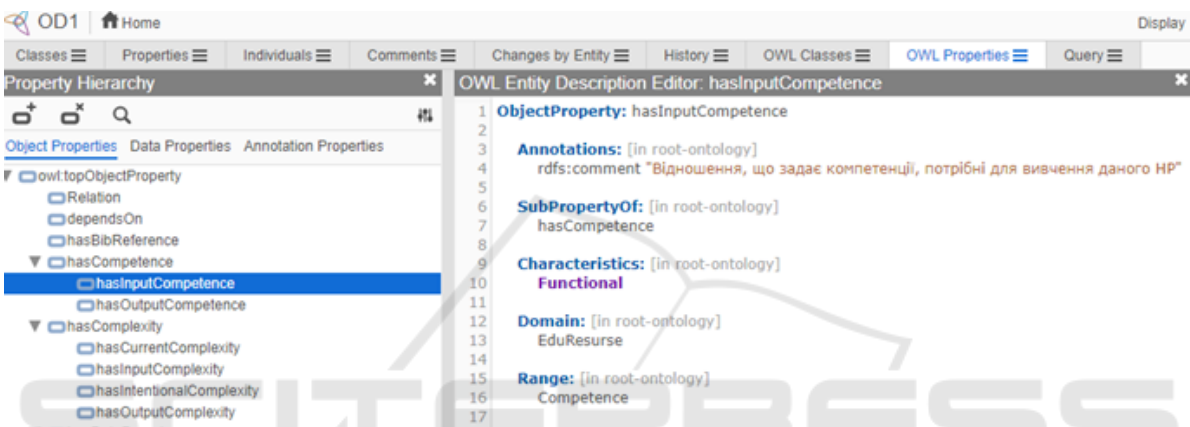 OD1 Home Display
Classes Properties Individuals Comments Changes by Entity History OWL Classes OWL Properties Query
Property Hierarchy
Object Properties Data Properties Annotation Properties
owl:topObjectProperty
Relation
dependsOn
hasBibReference
hasCompetence
hasInputCompetence
hasOutputCompetence
hasComplexity
hasCurrentComplexity
hasInputComplexity
hasIntentionalComplexity
hasOutputComplexity
OWL Entity Description Editor: hasInputCompetence
1 ObjectProperty: hasInputCompetence
2
3 Annotations: [in root-ontology]
4 rdfs:comment "Відношення, що задає компетенції, потрібні для вивчення даного НР"
5
6 SubPropertyOf: [in root-ontology]
7 hasCompetence
8
9 Characteristics: [in root-ontology]
10 Functional
11
12 Domain: [in root-ontology]
13 EduResurse
14
15 Range: [in root-ontology]
16 Competence
17
SCITEPRESS